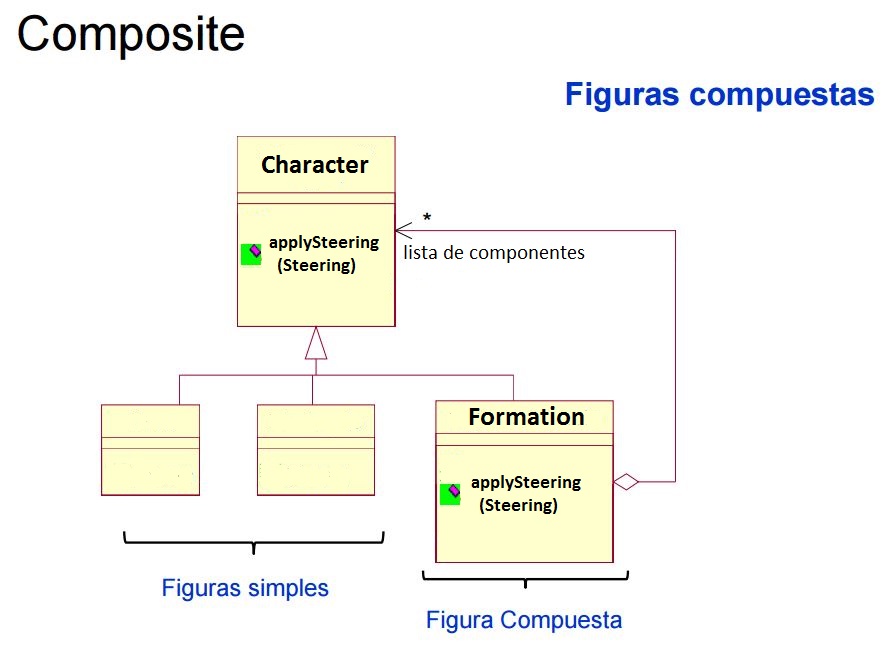 Composite
Figuras compuestas
Character
applySteering
(Steering)
*
lista de componentes
Formation
applySteering
(Steering)
Figuras simples
Figura Compuesta